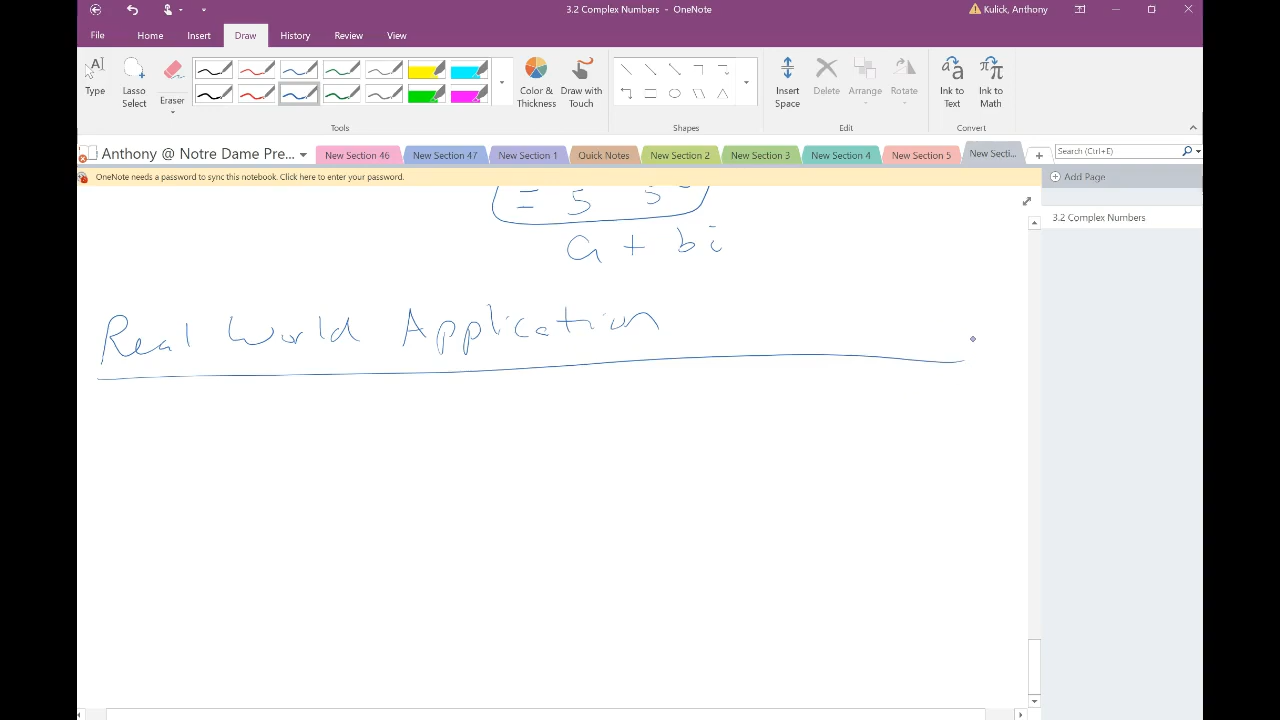 3.2 Complex Numbers - OneNote
Kulick, Anthony
File Home Insert Draw History Review View
Type
Lasso Select
Eraser
Color & Thickness
Draw with Touch
Insert Space
Delete
Arrange
Rotate
Ink to Text
Ink to Math
Tools Shapes Edit Convert
Anthony @ Notre Dame Pre... New Section 46 New Section 47 New Section 1 Quick Notes New Section 2 New Section 3 New Section 4 New Section 5 New Secti... Search (Ctrl+E)
OneNote needs a password to sync this notebook. Click here to enter your password.
Add Page
3.2 Complex Numbers
= 5 5
a + bi
Real World Application